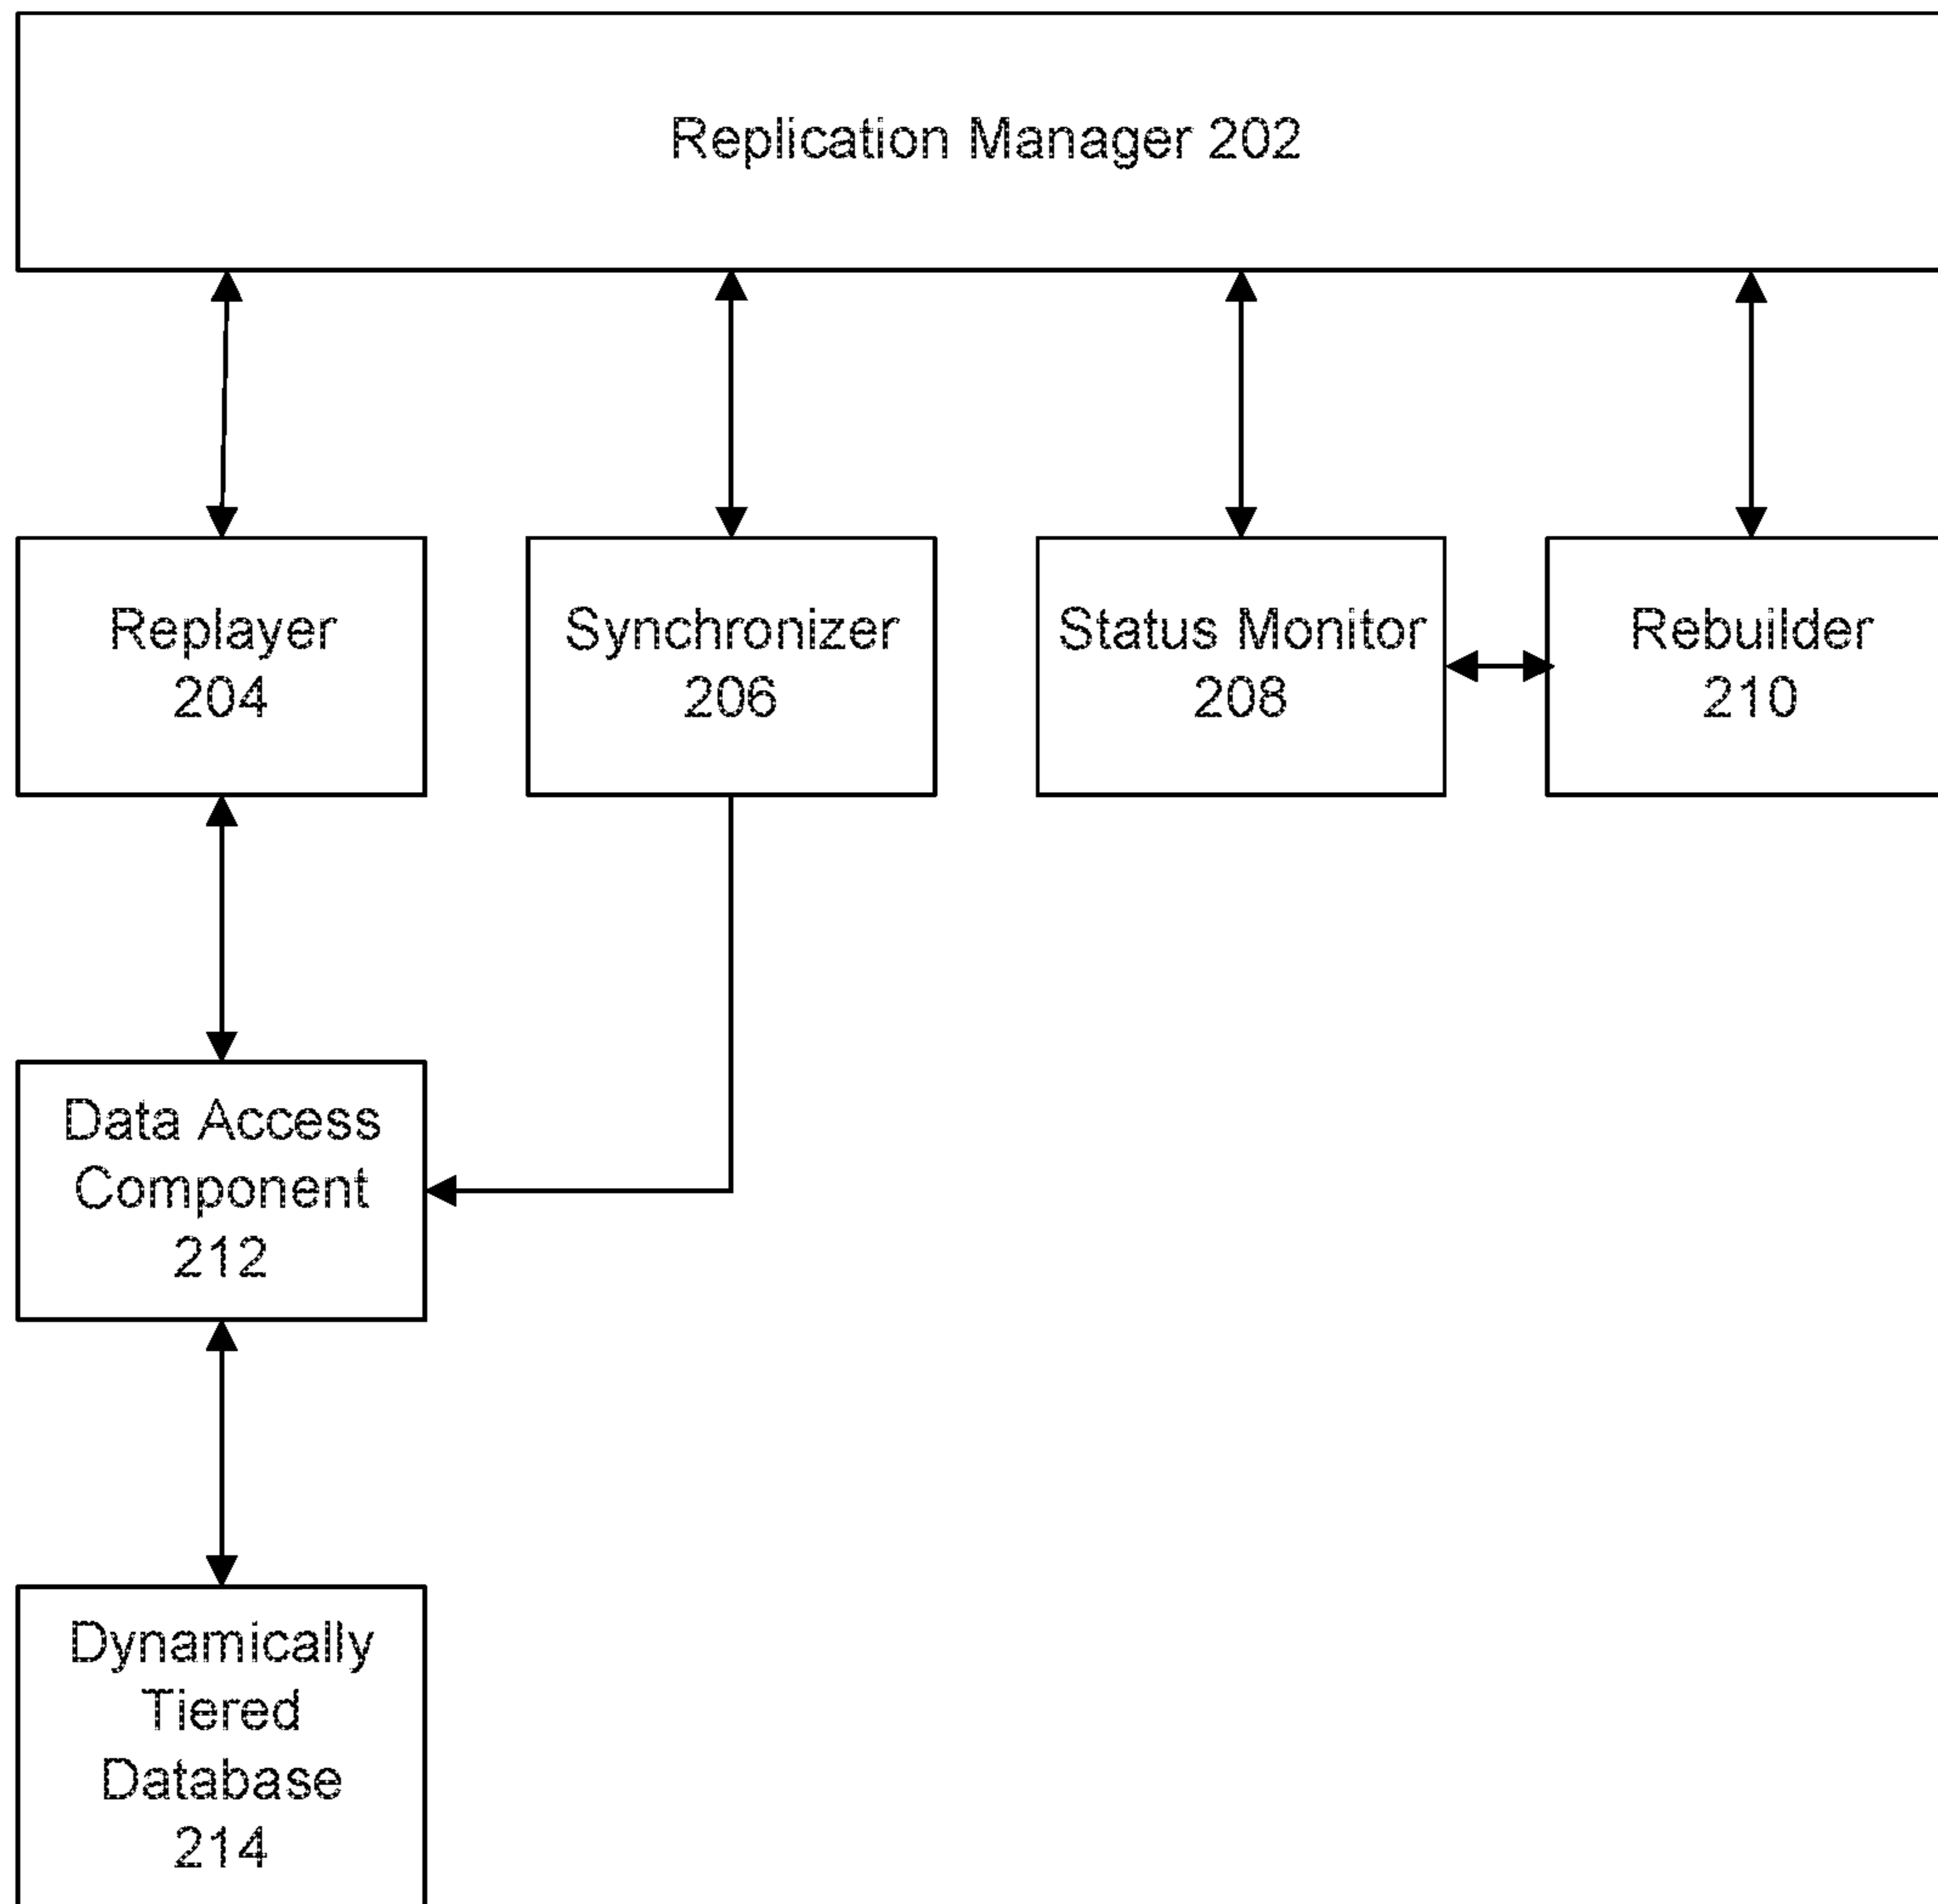 Replication Manager 202
Replayer
204
Synchronizer
206
Status Monitor
208
Rebuilder
210
Data Access
Component
212
Dynamically
Tiered
Database
214